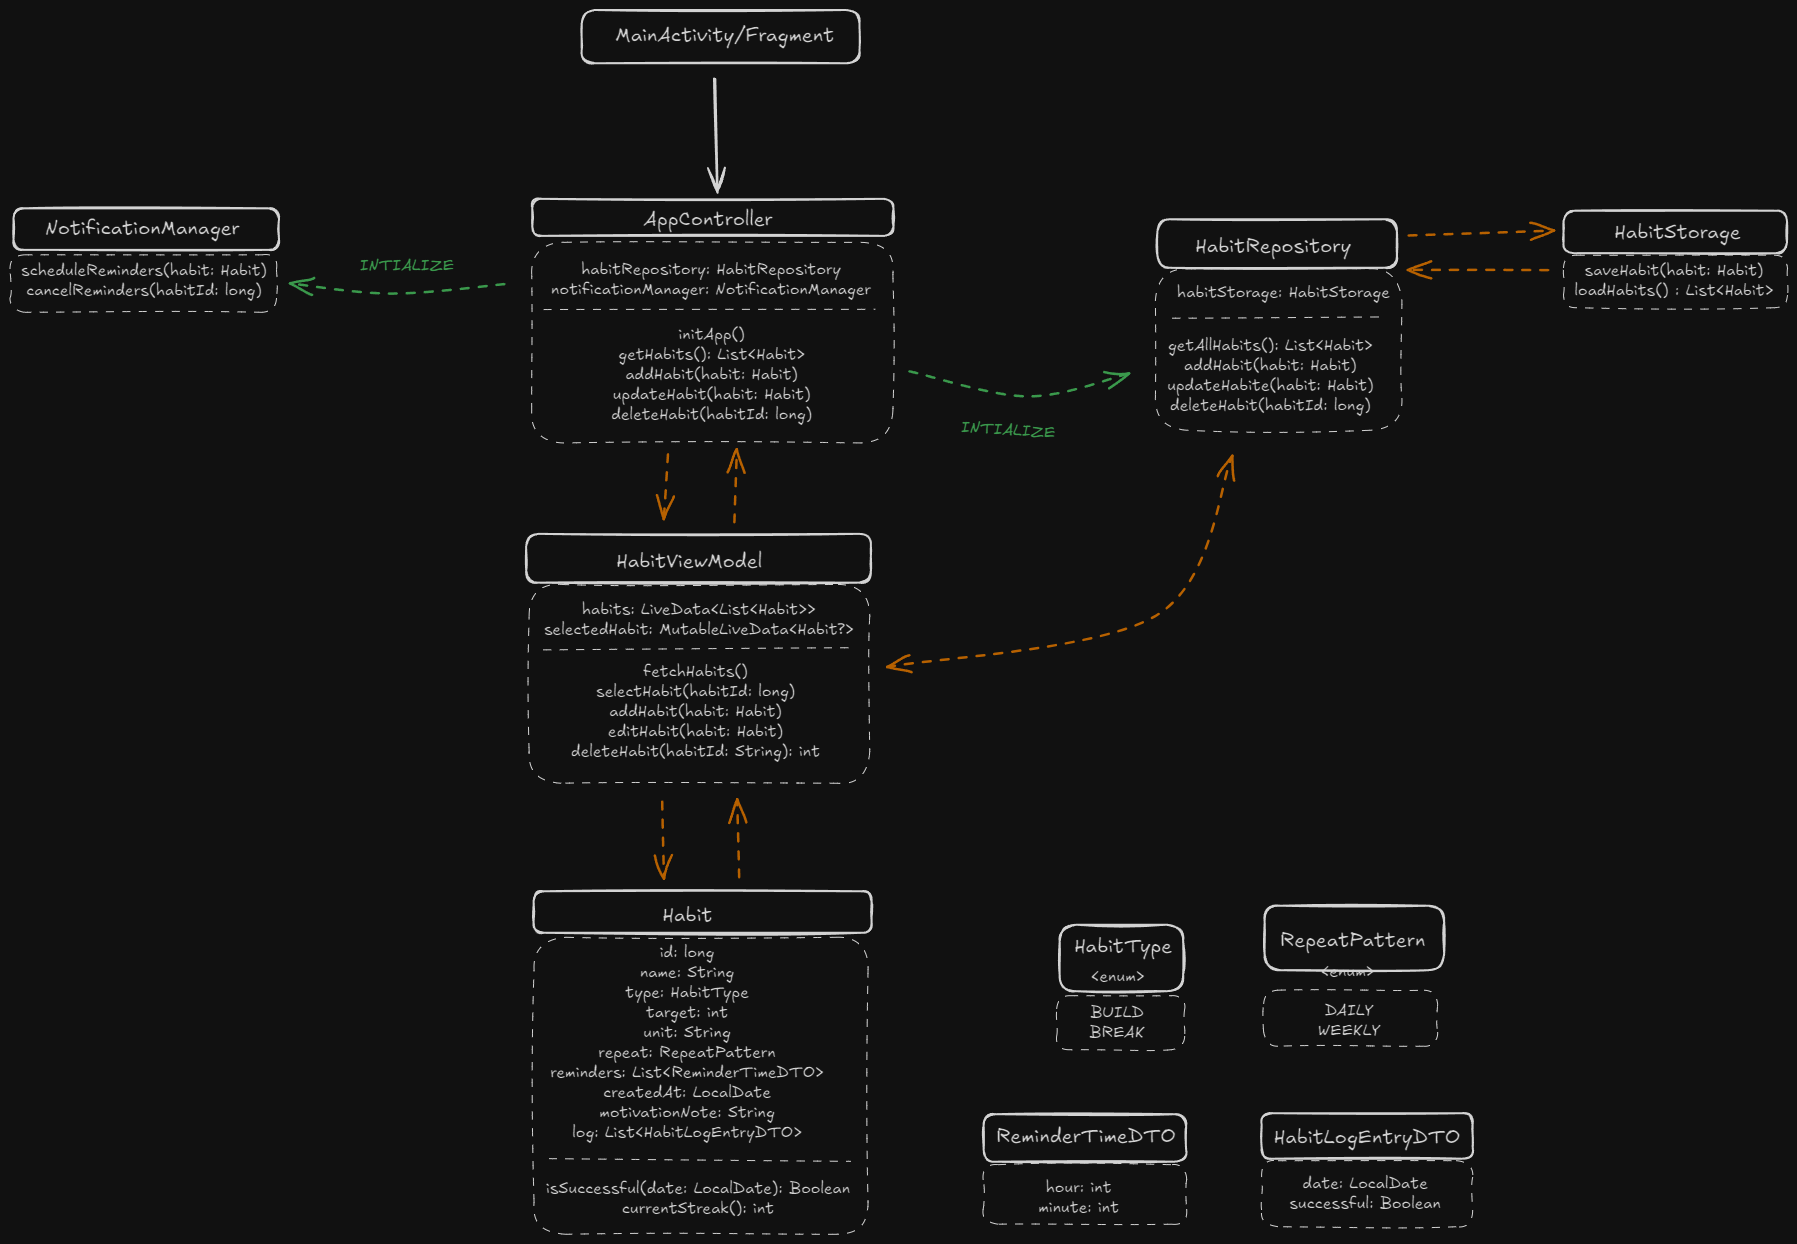 MainActivity/Fragment
NotificationManager
scheduleReminders(habit: Habit)
cancelReminders(habitId: long)
INTIALIZE
AppController
habitRepository: HabitRepository
notificationManager: NotificationManager
initApp()
getHabits(): List<Habit>
addHabit(habit: Habit)
updateHabit(habit: Habit)
deleteHabit(habitId: long)
INTIALIZE
HabitRepository
habitStorage: HabitStorage
getAllHabits(): List<Habit>
addHabit(habit: Habit)
updateHabite(habit: Habit)
deleteHabit(habitId: long)
HabitStorage
saveHabit(habit: Habit)
loadHabits() : List<Habit>
HabitViewModel
habits: LiveData<List<Habit>>
selectedHabit: MutableLiveData<Habit?>
fetchHabits()
selectHabit(habitId: long)
addHabit(habit: Habit)
editHabit(habit: Habit)
deleteHabit(habitId: String): int
Habit
id: long
name: String
type: HabitType
target: int
unit: String
repeat: RepeatPattern
reminders: List<ReminderTimeDTO>
createdAt: LocalDate
motivationNote: String
log: List<HabitLogEntryDTO>
isSuccessful(date: LocalDate): Boolean
currentStreak(): int
HabitType
<enum>
BUILD
BREAK
RepeatPattern
<enum>
DAILY
WEEKLY
ReminderTimeDTO
hour: int
minute: int
HabitLogEntryDTO
date: LocalDate
successful: Boolean